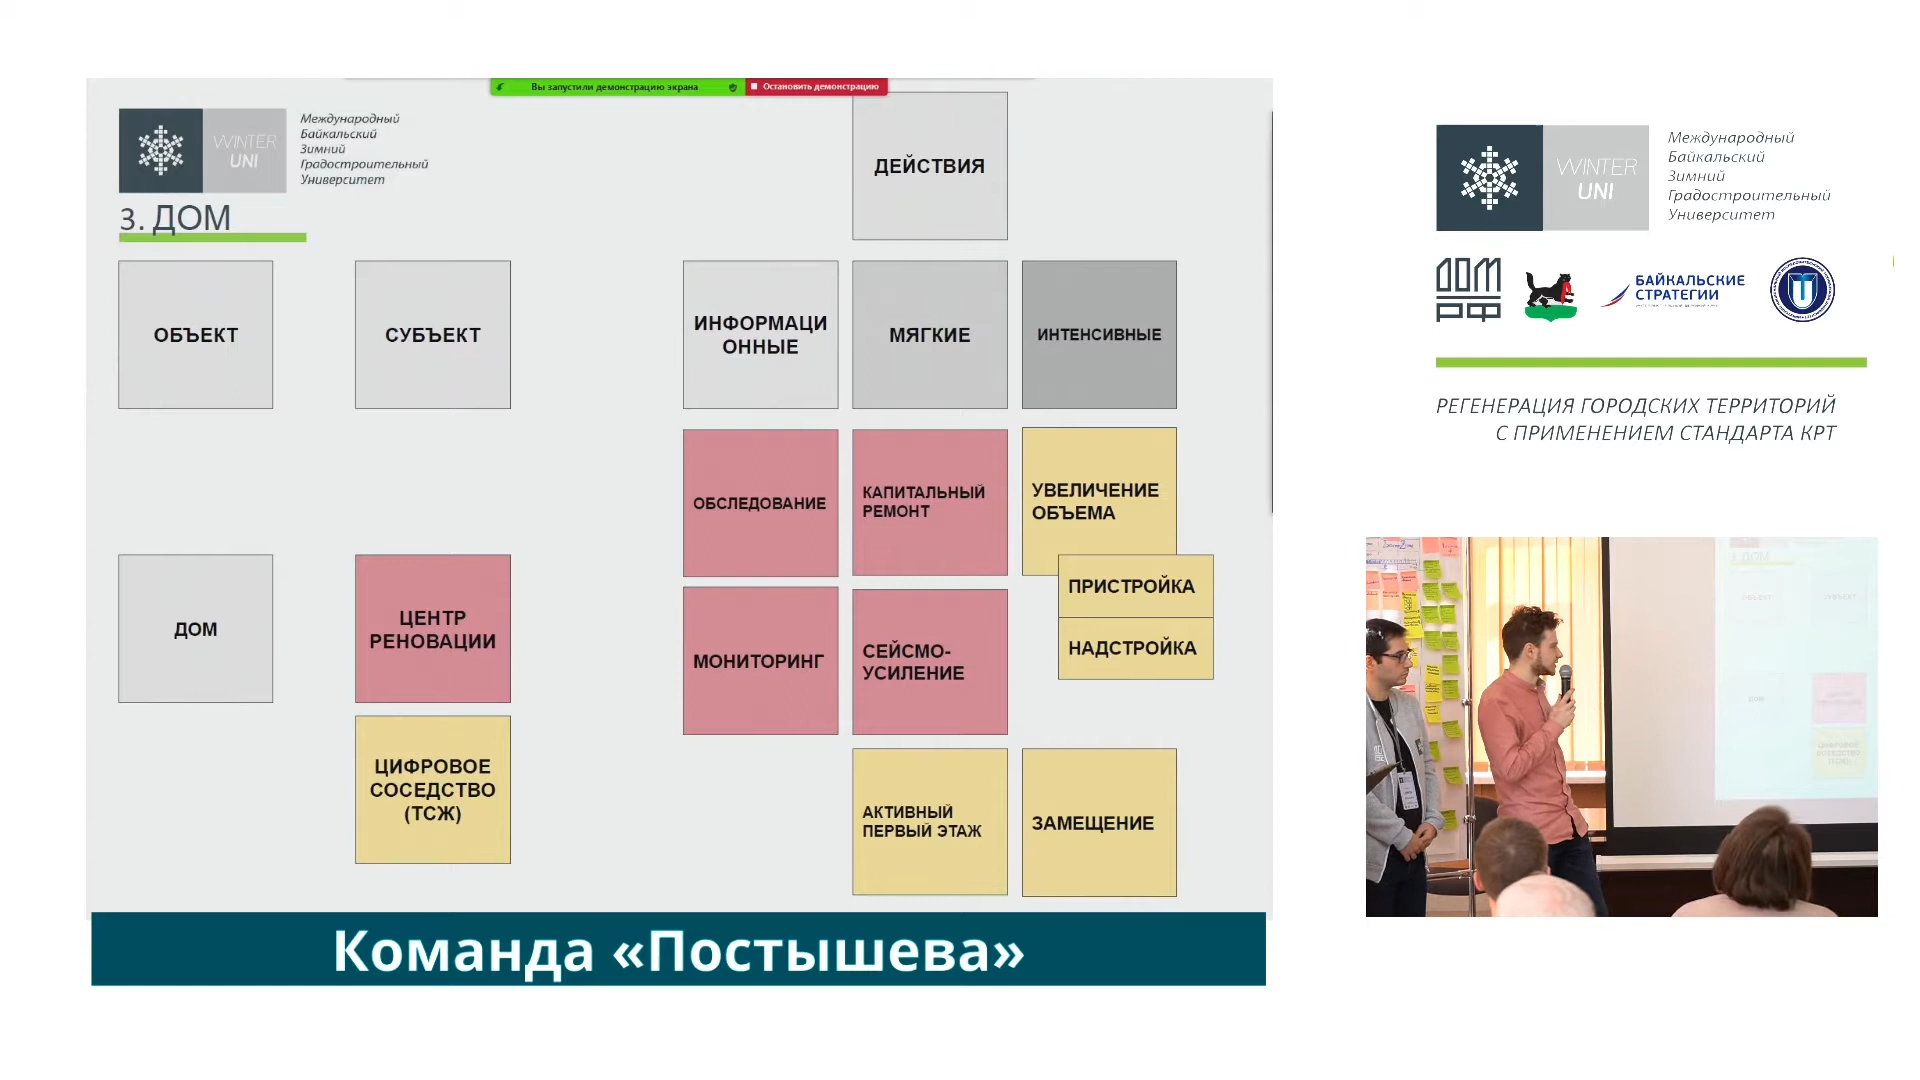 Вы запустили демонстрацию экрана
Остановить демонстрацию
WINTER
UNI
Международный
Байкальский
Зимний
Градостроительный
Университет
3. ДОМ
ДЕЙСТВИЯ
ОБЪЕКТ
СУБЪЕКТ
ИНФОРМАЦИ
ОННЫЕ
МЯГКИЕ
ИНТЕНСИВНЫЕ
ОБСЛЕДОВАНИЕ
КАПИТАЛЬНЫЙ
РЕМОНТ
УВЕЛИЧЕНИЕ
ОБЪЕМА
ПРИСТРОЙКА
НАДСТРОЙКА
ДОМ
ЦЕНТР
РЕНОВАЦИИ
МОНИТОРИНГ
СЕЙСМО-
УСИЛЕНИЕ
ЦИФРОВОЕ
СОСЕДСТВО
(ТСЖ)
АКТИВНЫЙ
ПЕРВЫЙ ЭТАЖ
ЗАМЕЩЕНИЕ
Команда «Постышева»
WINTER
UNI
Международный
Байкальский
Зимний
Градостроительный
Университет
ДОМ
РФ
БАЙКАЛЬСКИЕ
СТРАТЕГИИ
РЕГЕНЕРАЦИЯ ГОРОДСКИХ ТЕРРИТОРИЙ
С ПРИМЕНЕНИЕМ СТАНДАРТА КРТ